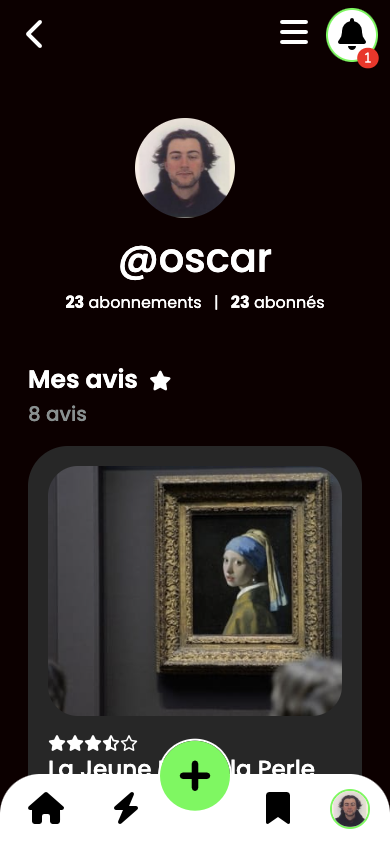 1
@oscar
23 abonnements | 23 abonnés
Mes avis
8 avis
La Jeune la Perle